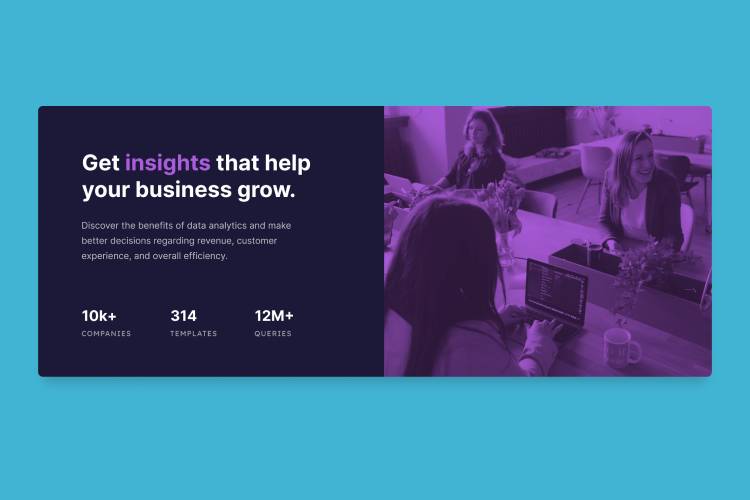 Get insights that help
your business grow.
Discover the benefits of data analytics and make
better decisions regarding revenue, customer
experience, and overall efficiency.
10k+ 314 12M+
COMPANIES TEMPLATES QUERIES